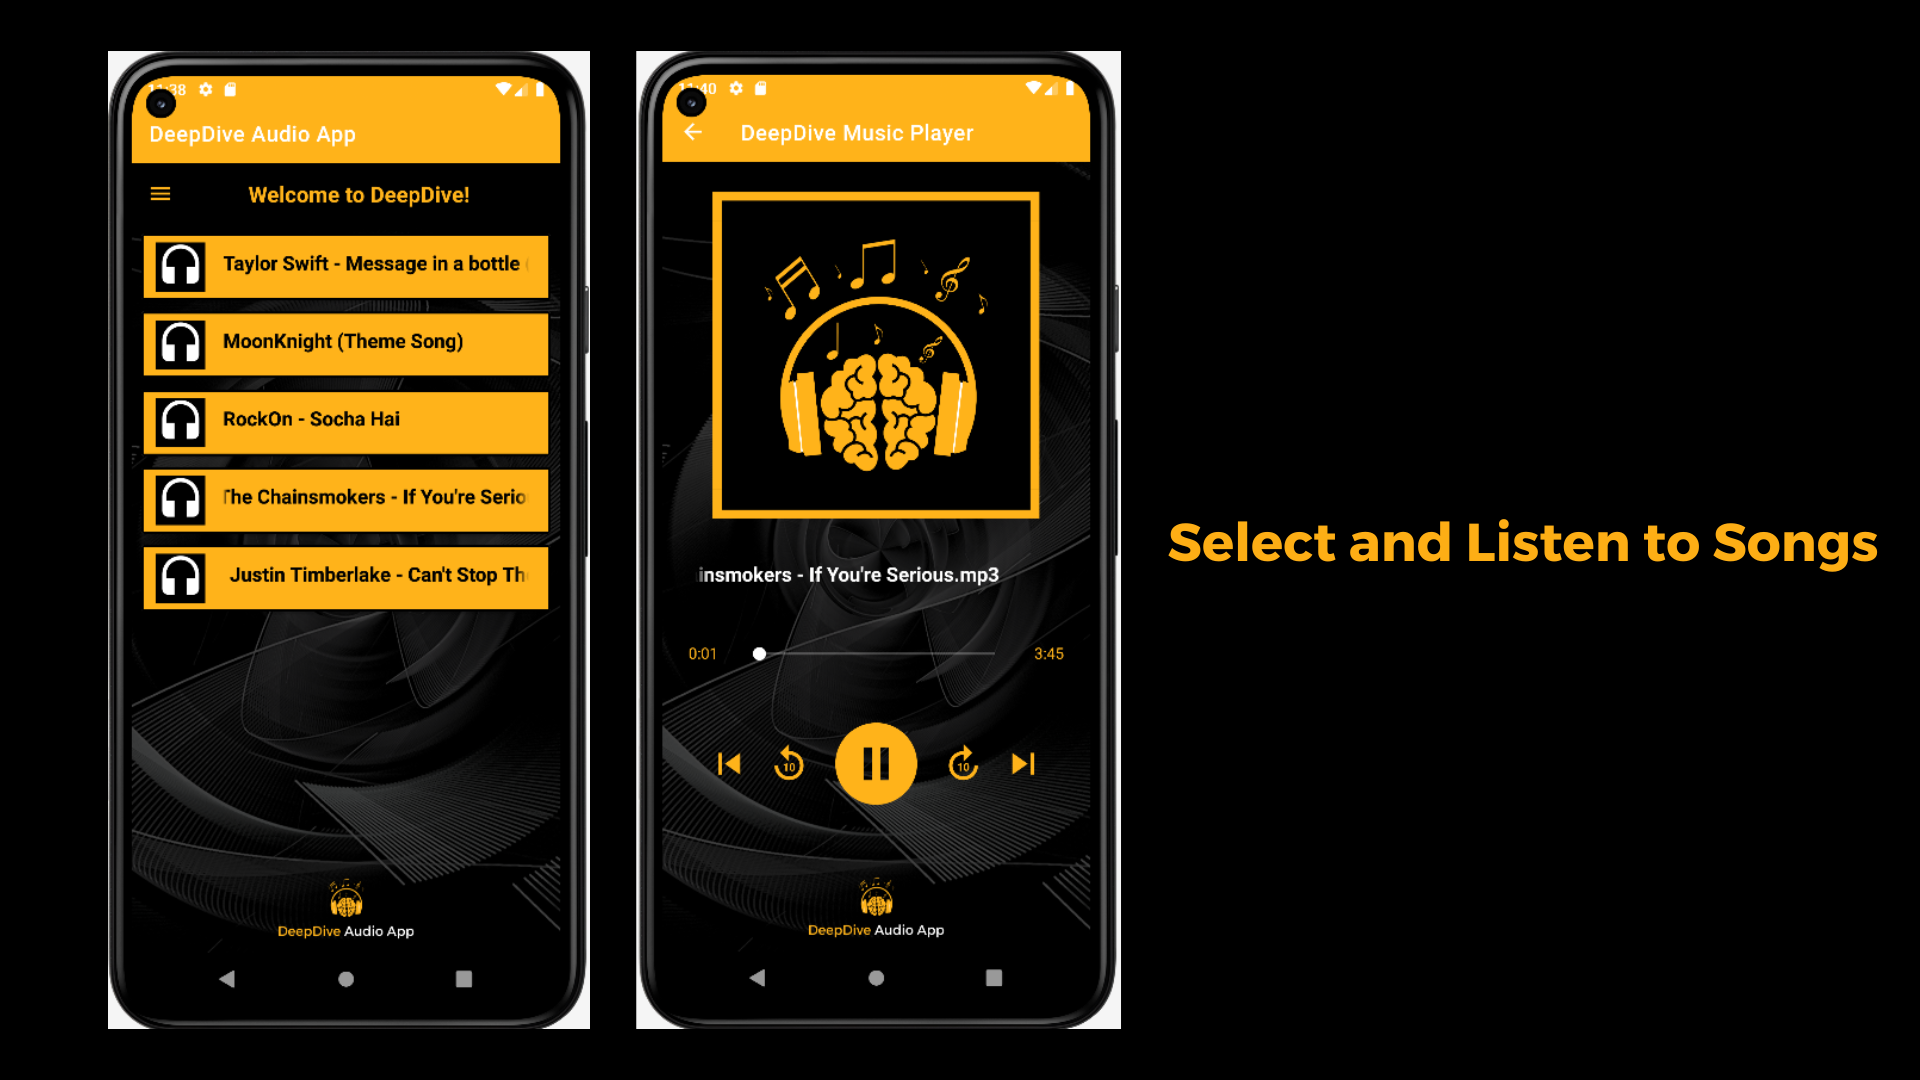 11:38
DeepDive Audio App
Welcome to DeepDive!
Taylor Swift - Message in a bottle
MoonKnight (Theme Song)
RockOn - Socha Hai
The Chainsmokers - If You're Serio
Justin Timberlake - Can't Stop Th
DeepDive Audio App
11:40
DeepDive Music Player
insmokers - If You're Serious.mp3
0:01
3:45
10
10
DeepDive Audio App
Select and Listen to Songs